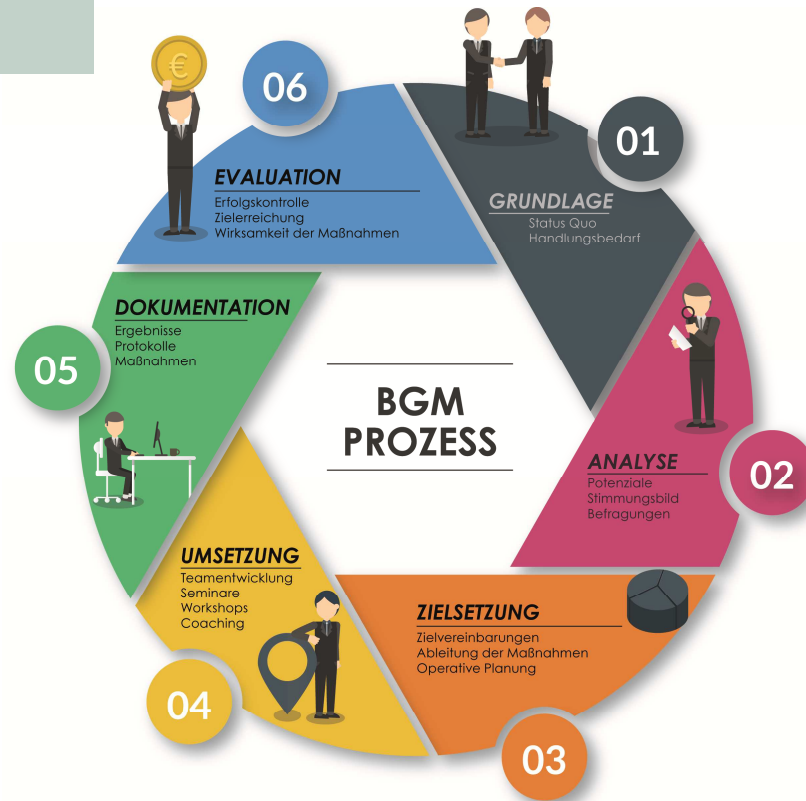 BGM
PROZESS
01
GRUNDLAGE
Status Quo
Handlungsbedarf
02
ANALYSE
Potenziale
Stimmungsbild
Befragungen
03
ZIELSETZUNG
Zielvereinbarungen
Ableitung der Maßnahmen
Operative Planung
04
UMSETZUNG
Teamentwicklung
Seminare
Workshops
Coaching
05
DOKUMENTATION
Ergebnisse
Protokolle
Maßnahmen
06
EVALUATION
Erfolgskontrolle
Zielerreichung
Wirksamkeit der Maßnahmen
€